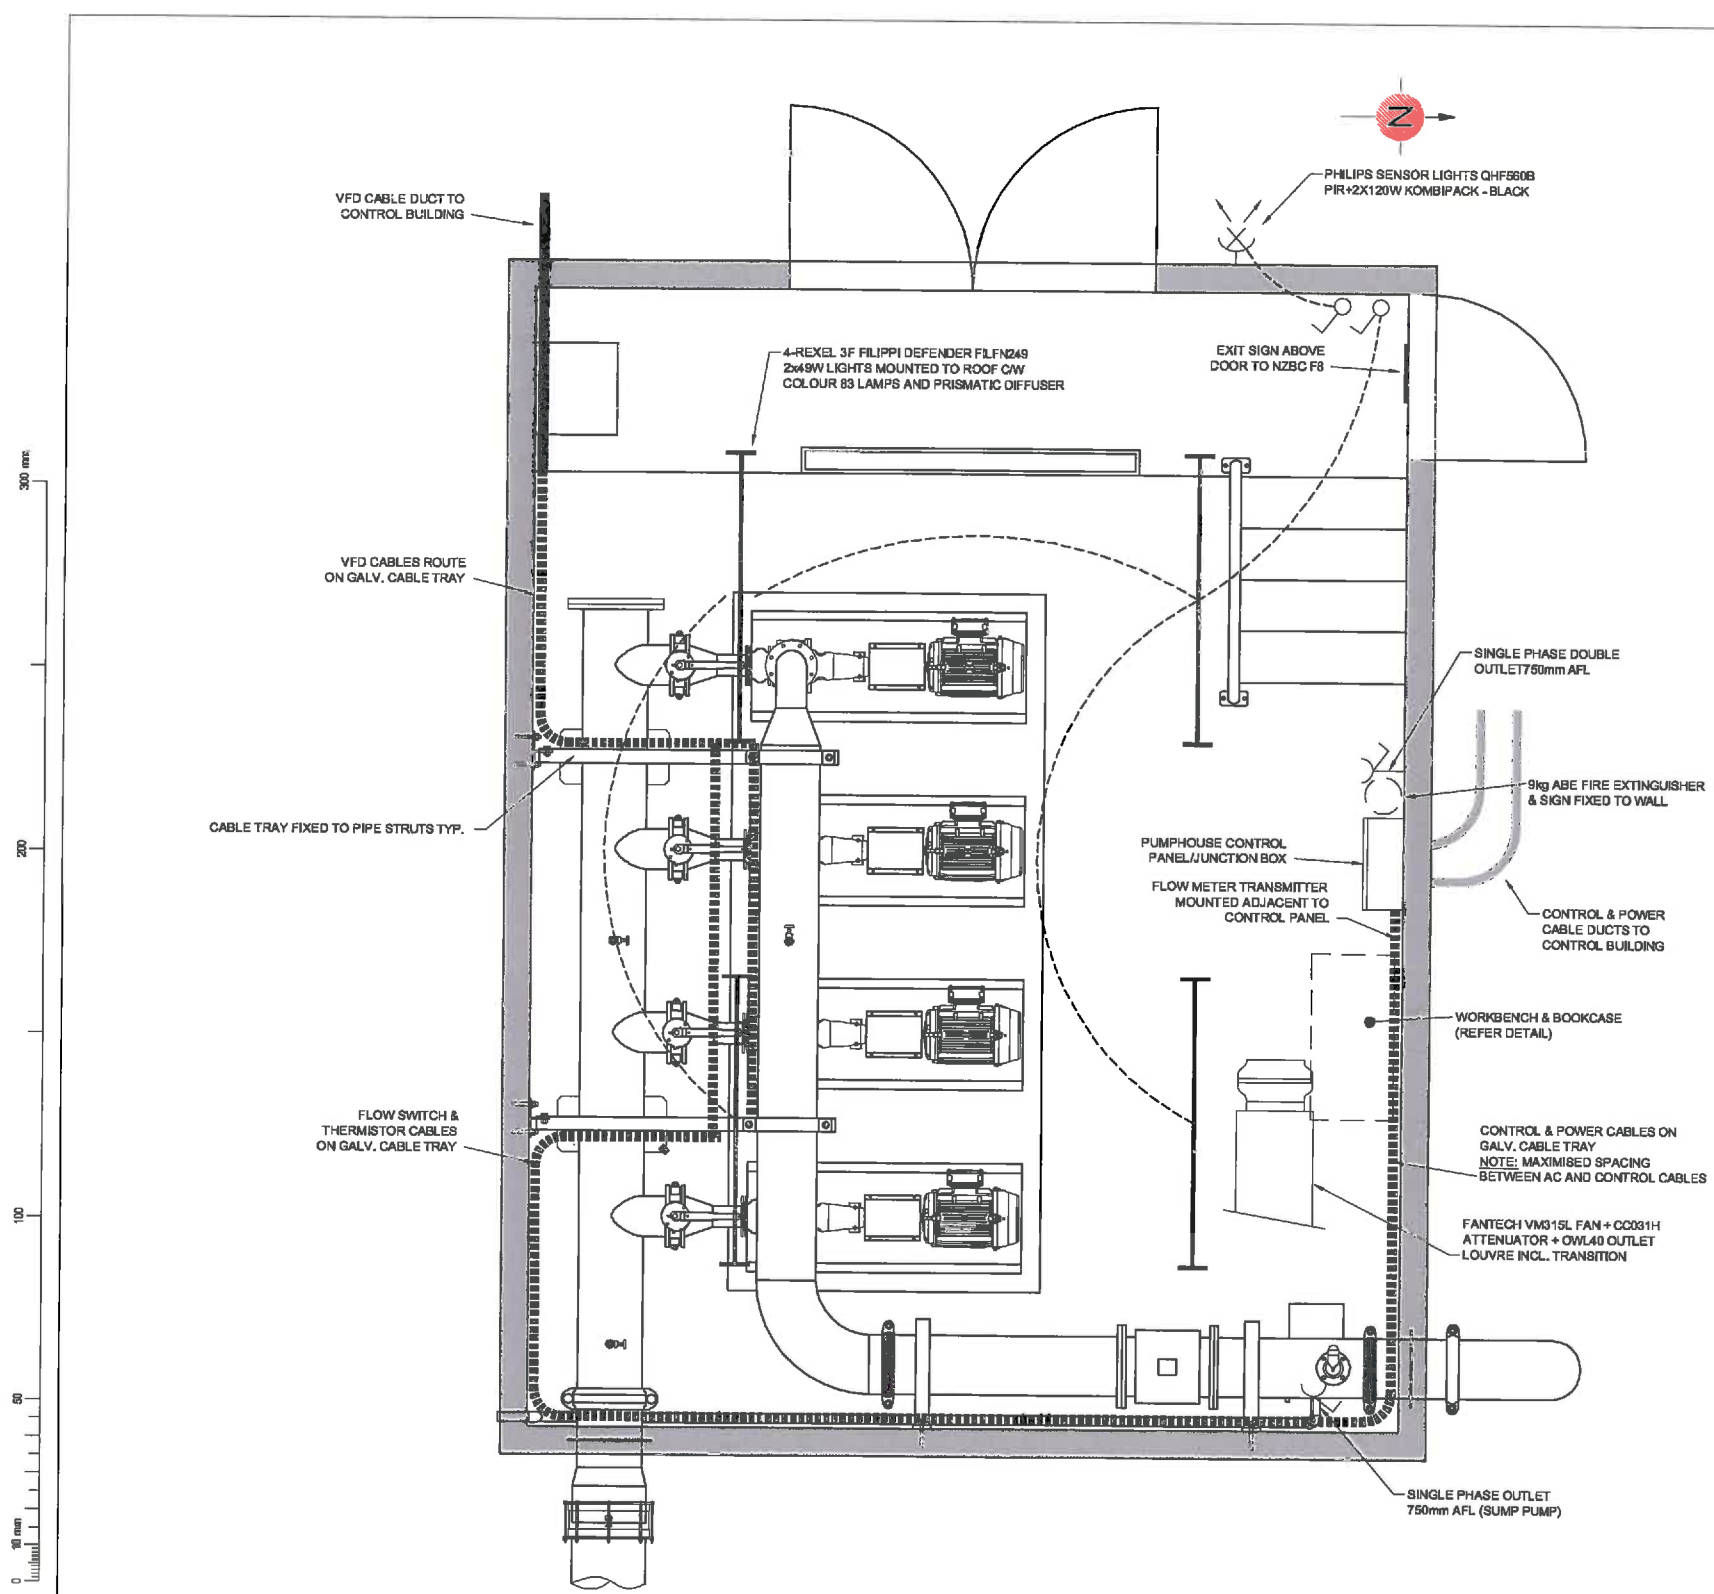 N
PHILIPS SENSOR LIGHTS QHF560B
PIR+2X120W KOMBIPACK - BLACK
VFD CABLE DUCT TO
CONTROL BUILDING
4-REXEL 3F FILIPPI DEFENDER FILFN249
2x49W LIGHTS MOUNTED TO ROOF C/W
COLOUR 83 LAMPS AND PRISMATIC DIFFUSER
EXIT SIGN ABOVE
DOOR TO NZBC F8
300 mm
VFD CABLES ROUTE
ON GALV. CABLE TRAY
SINGLE PHASE DOUBLE
OUTLET750mm AFL
9kg ABE FIRE EXTINGUISHER
& SIGN FIXED TO WALL
CABLE TRAY FIXED TO PIPE STRUTS TYP.
200
PUMPHOUSE CONTROL
PANEL/JUNCTION BOX
FLOW METER TRANSMITTER
MOUNTED ADJACENT TO
CONTROL PANEL
CONTROL & POWER
CABLE DUCTS TO
CONTROL BUILDING
WORKBENCH & BOOKCASE
(REFER DETAIL)
FLOW SWITCH &
THERMISTOR CABLES
ON GALV. CABLE TRAY
CONTROL & POWER CABLES ON
GALV. CABLE TRAY
NOTE: MAXIMISED SPACING
BETWEEN AC AND CONTROL CABLES
100
FANTECH VM315L FAN + CC031H
ATTENUATOR + OWL40 OUTLET
LOUVRE INCL. TRANSITION
50
SINGLE PHASE OUTLET
750mm AFL (SUMP PUMP)
10 mm
0